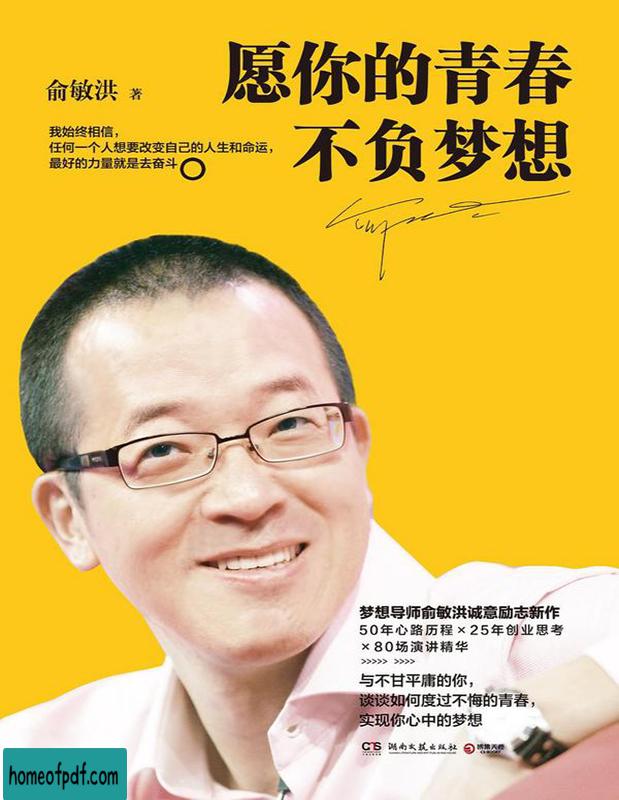 愿你的青春
不负梦想
俞敏洪 著
我始终相信，
任何一个人想要改变自己的人生和命运，
最好的力量就是去奋斗
梦想导师俞敏洪诚意励志新作
50年心路历程×25年创业思考
×80场演讲精华
>>>>> >>>>
与不甘平庸的你，
谈谈如何度过不悔的青春，
实现你心中的梦想
湖南文艺出版社 博集天卷
homeofpdf.com